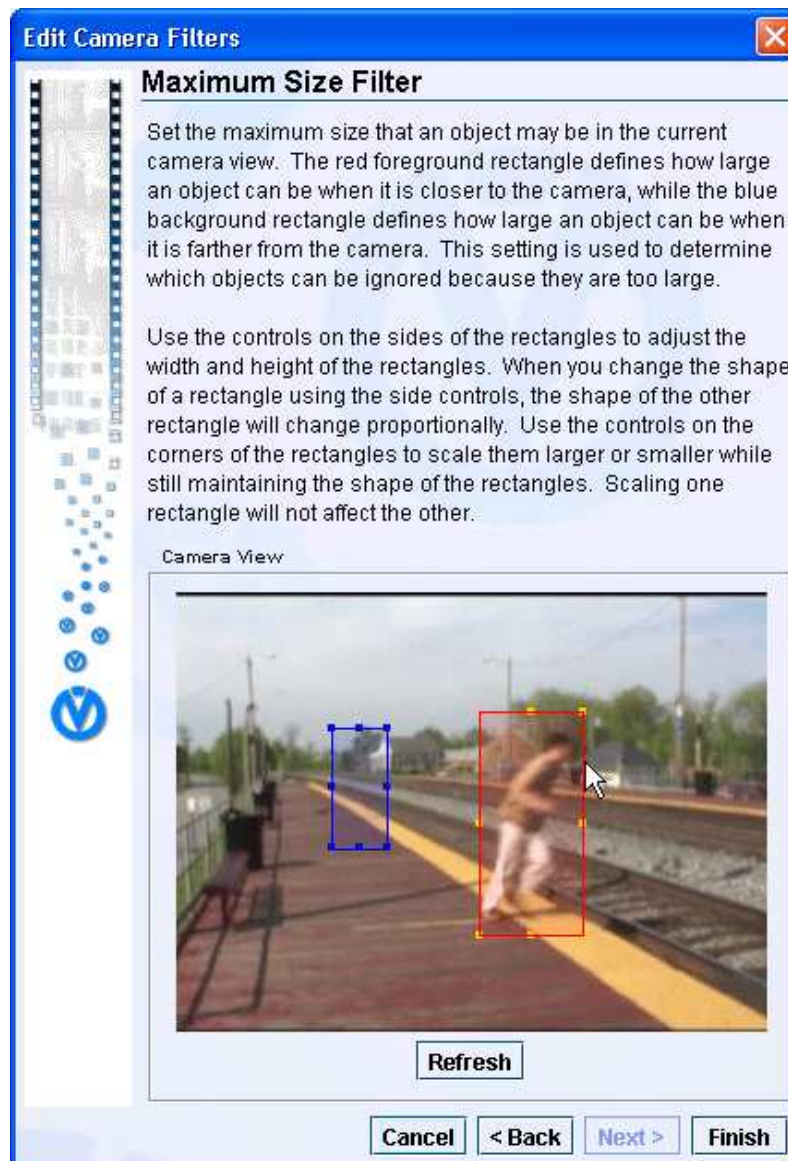 Edit Camera Filters
Maximum Size Filter
Set the maximum size that an object may be in the current
camera view. The red foreground rectangle defines how large
an object can be when it is closer to the camera, while the blue
background rectangle defines how large an object can be when
it is farther from the camera. This setting is used to determine
which objects can be ignored because they are too large.
Use the controls on the sides of the rectangles to adjust the
width and height of the rectangles. When you change the shape
of a rectangle using the side controls, the shape of the other
rectangle will change proportionally. Use the controls on the
corners of the rectangles to scale them larger or smaller while
still maintaining the shape of the rectangles. Scaling one
rectangle will not affect the other.
Camera View
Refresh
Cancel
< Back
Next >
Finish